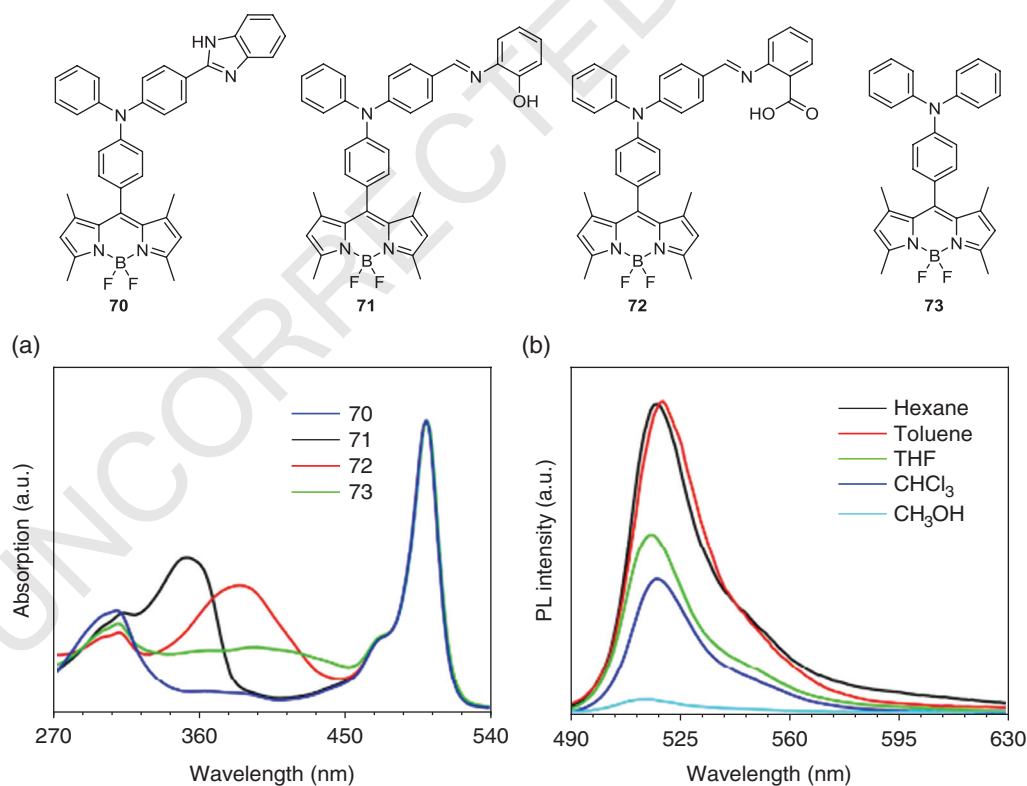 HN
N
N
N
N
B
F
F
70
N
OH
N
N
N
B
F
F
71
N
HO
O
N
N
N
B
F
F
72
N
N
N
B
F
F
73
UNCORRECTED
(a)
Absorption (a.u.)
70
71
72
73
270
360
450
540
Wavelength (nm)
(b)
PL intensity (a.u.)
Hexane
Toluene
THF
CHCl₃
CH₃OH
490
525
560
595
630
Wavelength (nm)